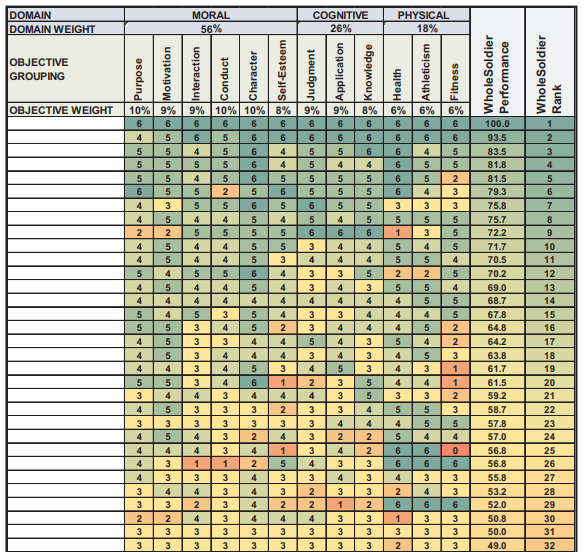 DOMAIN MORAL COGNITIVE PHYSICAL
DOMAIN WEIGHT 56% 26% 18%
OBJECTIVE GROUPING Purpose Motivation Interaction Conduct Character Self-Esteem Judgment Application Knowledge Health Athleticism Fitness WholeSoldier Performance WholeSoldier Rank
OBJECTIVE WEIGHT 10% 9% 9% 10% 10% 8% 9% 9% 8% 6% 6% 6%
6 6 6 6 6 6 6 6 6 6 6 6 100.0 1
4 5 6 5 6 6 6 6 6 6 6 6 93.5 2
5 5 4 5 6 4 5 5 6 6 4 5 83.5 3
5 5 5 5 6 4 5 4 4 6 5 5 81.8 4
5 5 4 5 6 5 5 5 5 6 5 2 81.5 5
6 5 5 2 5 6 5 5 5 6 4 3 79.3 6
4 3 5 5 6 5 6 5 5 3 3 3 75.8 7
4 5 4 5 5 4 4 5 4 4 5 5 75.7 8
2 2 5 5 5 5 6 6 6 1 3 5 72.2 9
4 5 4 5 5 4 3 4 4 5 4 5 71.7 10
4 5 4 4 5 3 4 4 4 4 5 5 70.5 11
5 4 5 5 6 4 3 3 5 2 2 5 70.2 12
4 5 4 4 4 4 3 4 3 5 4 5 69.0 13
4 4 4 4 4 4 4 4 4 4 5 5 68.7 14
5 4 5 3 5 4 3 4 4 4 5 5 67.8 15
5 5 3 4 5 2 3 4 4 5 5 2 64.8 16
4 5 3 4 4 4 5 4 3 5 4 2 64.2 17
4 5 3 4 4 4 3 4 4 4 5 3 63.8 18
4 4 3 4 5 3 4 5 4 3 3 1 61.7 19
5 5 3 4 6 1 2 3 5 4 4 1 61.5 20
3 4 4 4 4 3 3 4 5 3 3 2 59.2 21
4 5 3 3 3 2 3 3 4 5 5 3 58.7 22
3 3 3 3 3 3 3 4 4 5 5 3 57.8 23
4 5 4 3 2 4 3 2 2 5 4 4 57.0 24
4 4 4 3 4 1 3 4 2 6 6 0 56.8 25
4 3 1 1 2 5 4 3 3 6 6 6 56.8 26
4 3 3 3 4 3 3 3 3 4 3 3 55.8 27
3 4 4 3 4 3 2 3 3 2 4 3 53.2 28
3 3 2 3 4 2 2 1 2 6 6 6 52.0 29
2 2 4 3 4 3 3 3 3 1 3 3 50.8 30
3 3 3 3 3 3 3 3 3 3 3 3 50.0 31
3 3 3 3 3 3 3 3 3 2 3 3 49.0 32